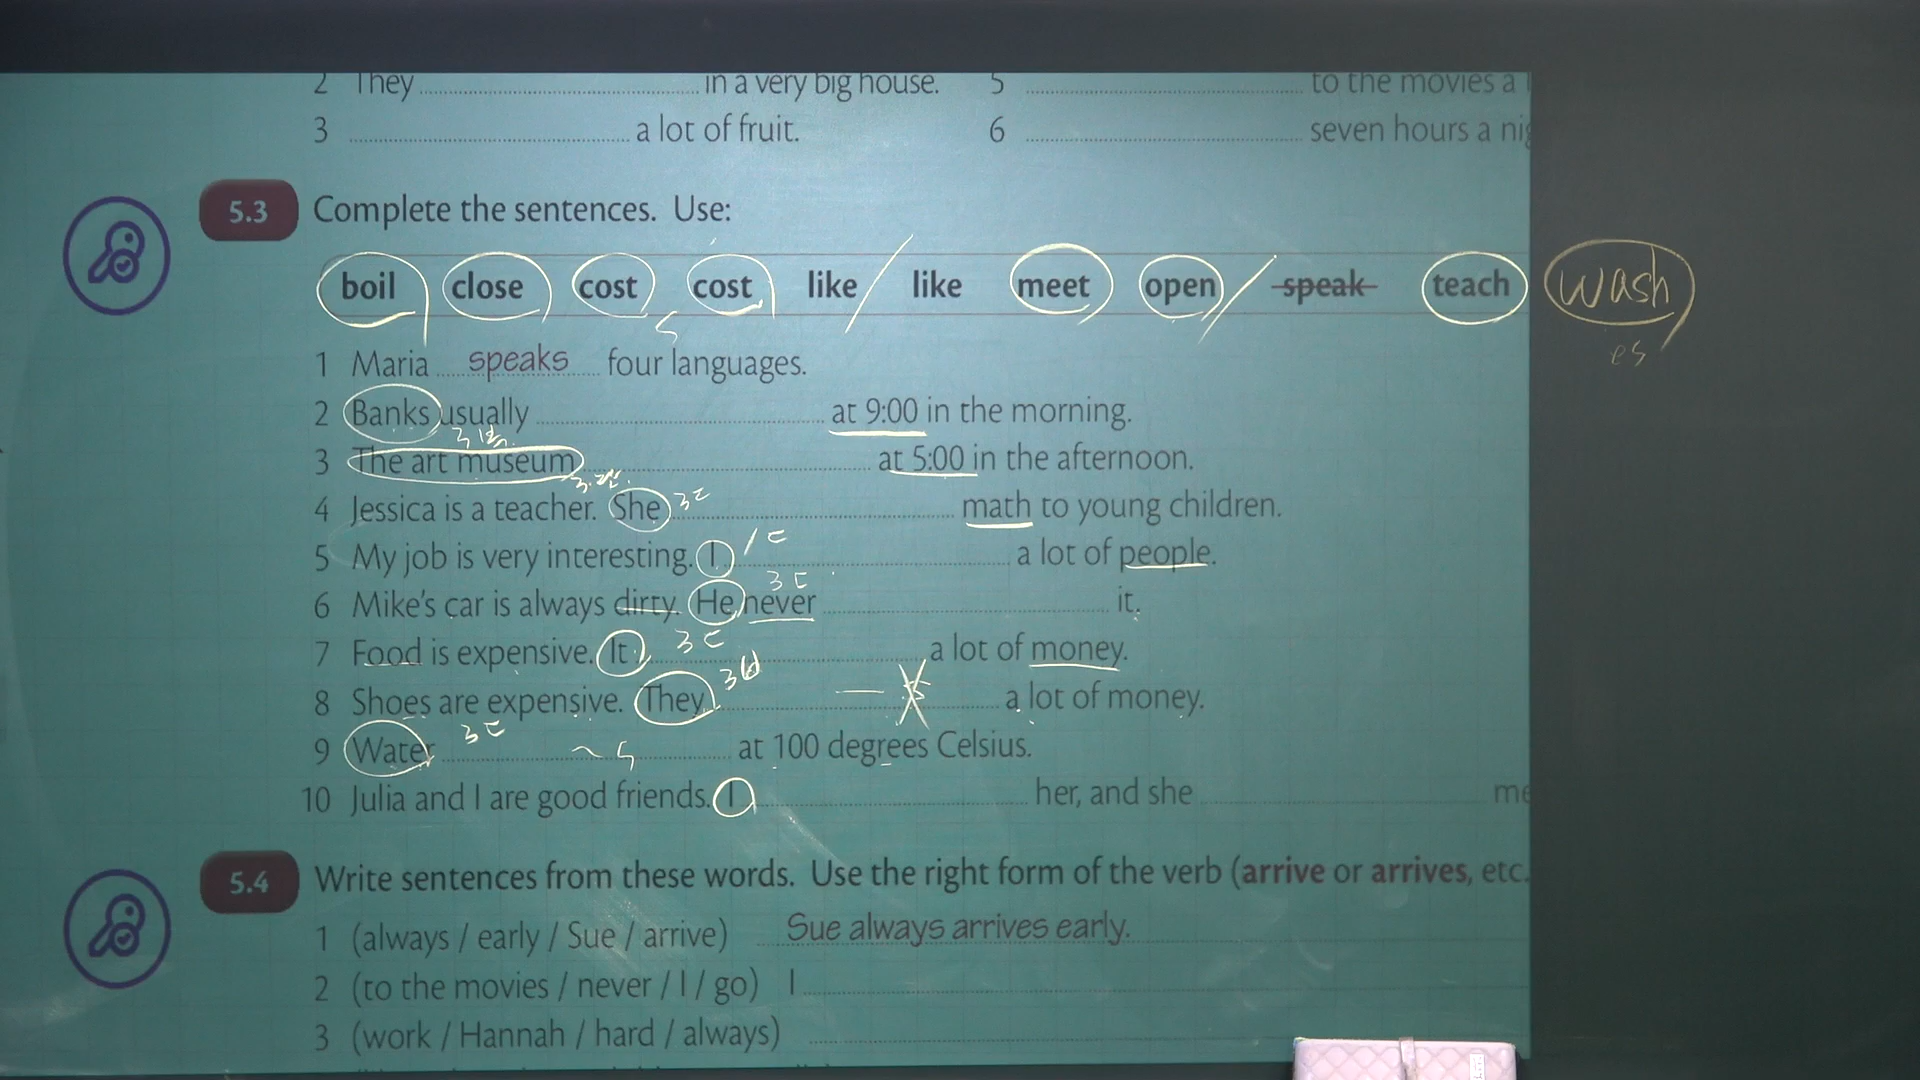 2 They ........ in a very big house. 5 ........ to the movies a
3 ........ a lot of fruit. 6 ........ seven hours a nig
5.3 Complete the sentences. Use:
boil close cost cost like like meet open speak teach wash
s
es
1 Maria speaks four languages.
2 Banks usually ........ at 9:00 in the morning.
3 The art museum ........ at 5:00 in the afternoon.
4 Jessica is a teacher. She ........ math to young children.
5 My job is very interesting. I ........ a lot of people.
6 Mike's car is always dirty. He never ........ it.
7 Food is expensive. It ........ a lot of money.
8 Shoes are expensive. They ........ a lot of money.
9 Water ........ at 100 degrees Celsius.
10 Julia and I are good friends. I ........ her, and she ........ me
5.4 Write sentences from these words. Use the right form of the verb (arrive or arrives, etc.
1 (always / early / Sue / arrive) Sue always arrives early.
2 (to the movies / never / I / go) I ........
3 (work / Hannah / hard / always) ........